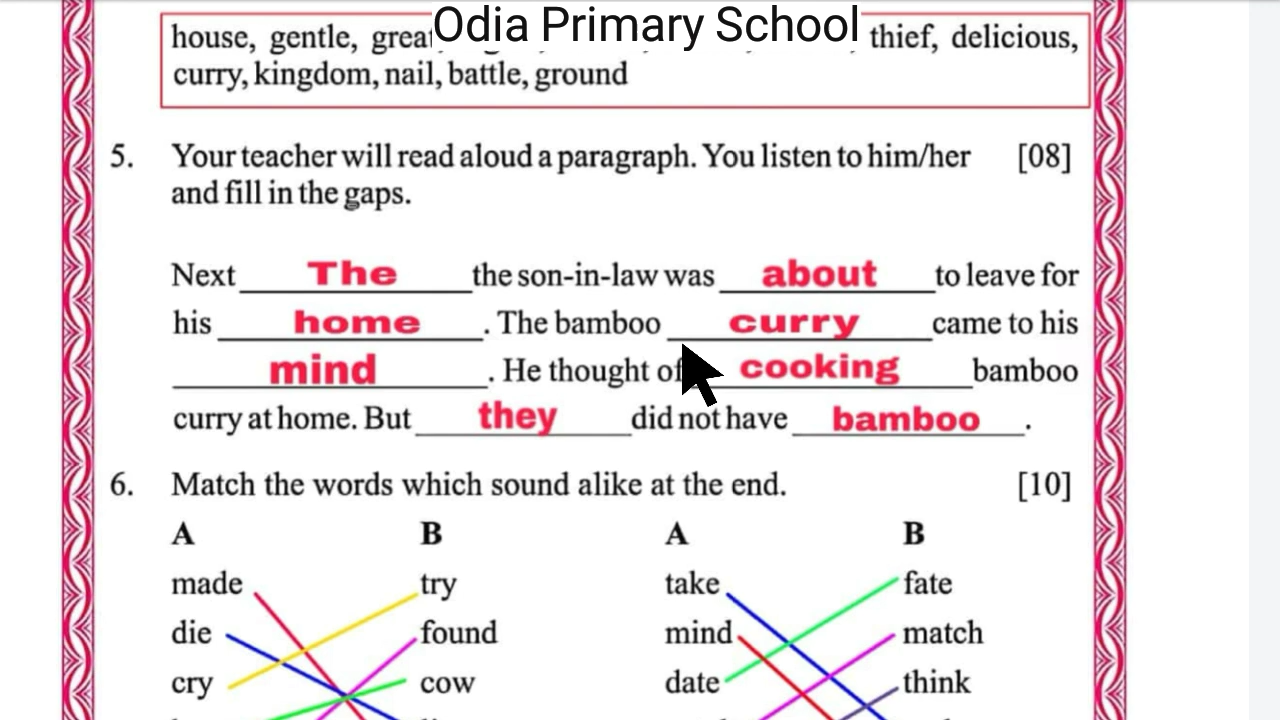 Odia Primary School
house, gentle, great, thief, delicious,
curry, kingdom, nail, battle, ground
5. Your teacher will read aloud a paragraph. You listen to him/her [08]
and fill in the gaps.
Next The the son-in-law was about to leave for
his home. The bamboo curry came to his
mind. He thought of cooking bamboo
curry at home. But they did not have bamboo.
6. Match the words which sound alike at the end. [10]
A B A B
made try take fate
die found mind match
cry cow date think